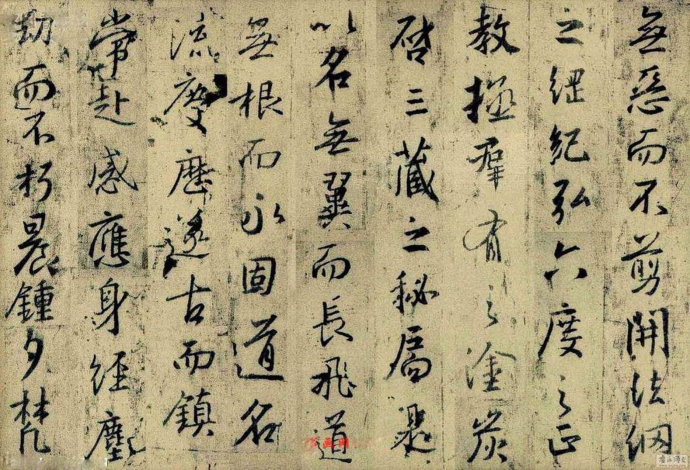 無惡而不剪開法網
之綱紀弘六度之正
教拯羣有之塗炭
啓三藏之秘扃是
以名無翼而長飛道
無根而永固道名
流慶歷遂古而鎮
常赴感應身經塵
劫而不朽晨鍾夕梵